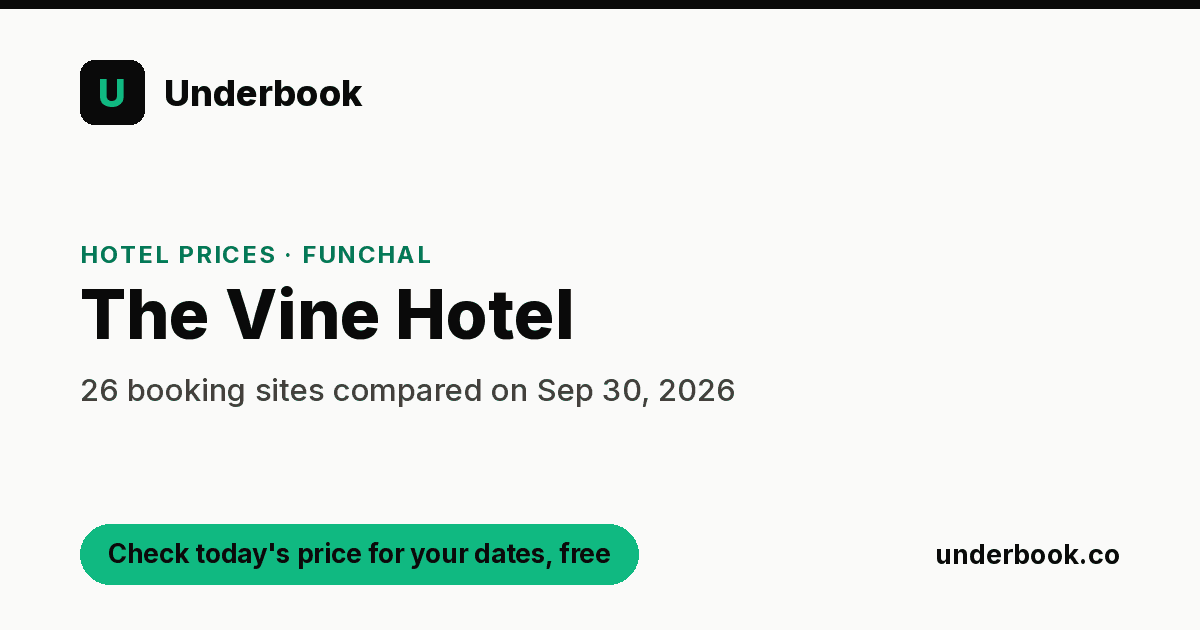 U Underbook
HOTEL PRICES · FUNCHAL
The Vine Hotel
26 booking sites compared on Sep 30, 2026
Check today's price for your dates, free
underbook.co